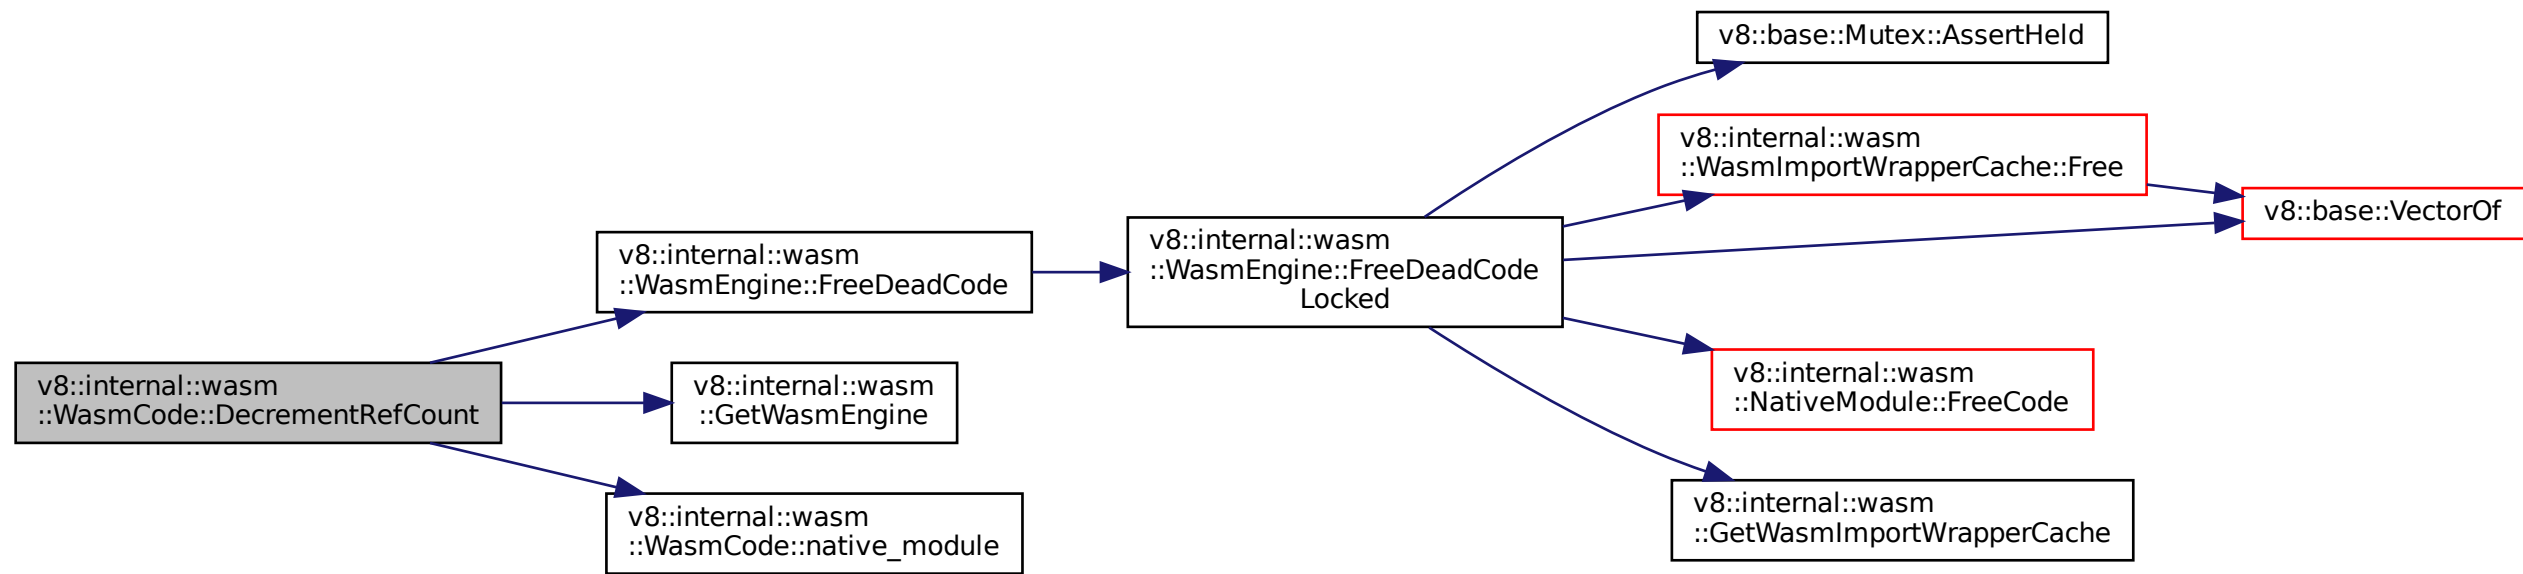 v8::internal::wasm
::WasmCode::DecrementRefCount
v8::internal::wasm
::WasmEngine::FreeDeadCode
v8::internal::wasm
::GetWasmEngine
v8::internal::wasm
::WasmCode::native_module
v8::internal::wasm
::WasmEngine::FreeDeadCode
Locked
v8::base::Mutex::AssertHeld
v8::internal::wasm
::WasmImportWrapperCache::Free
v8::base::VectorOf
v8::internal::wasm
::NativeModule::FreeCode
v8::internal::wasm
::GetWasmImportWrapperCache